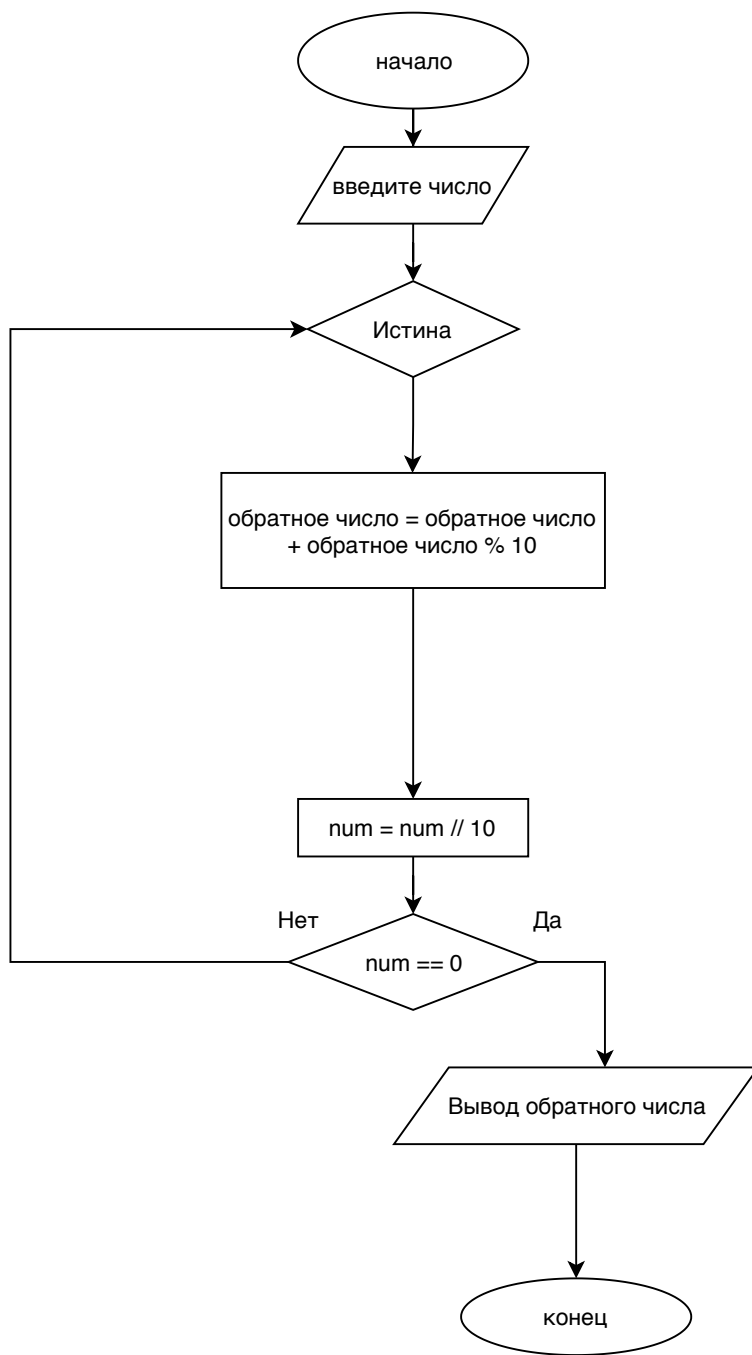 начало
введите число
Истина
обратное число = обратное число
+ обратное число % 10
num = num // 10
Нет
Да
num == 0
Вывод обратного числа
конец